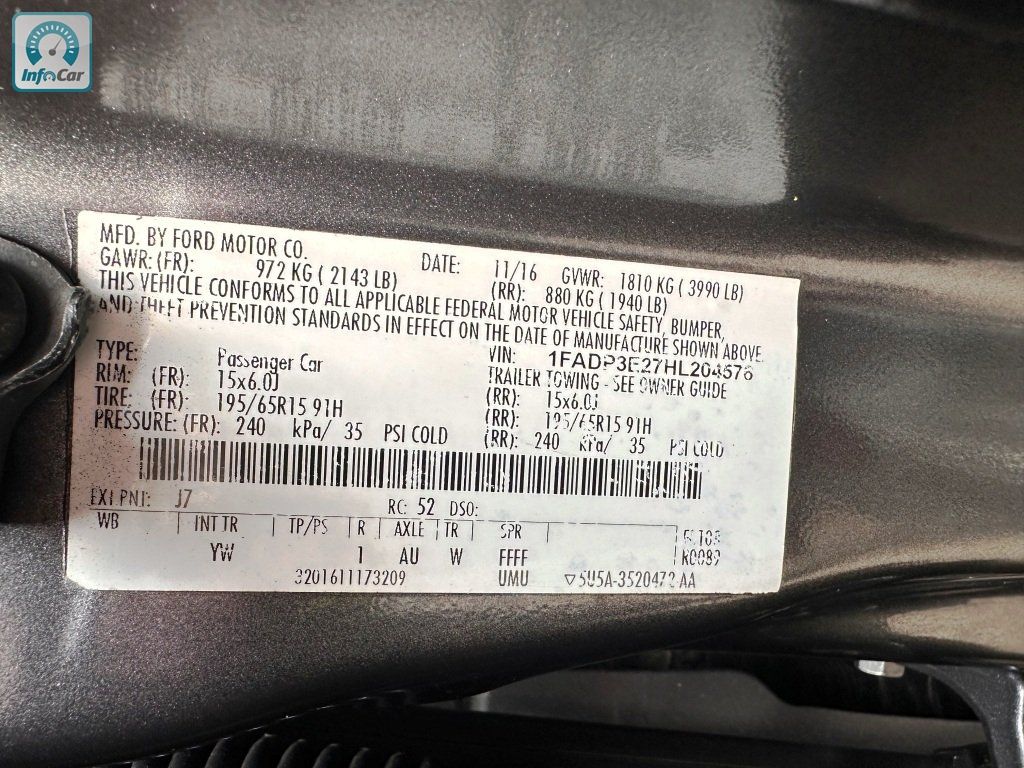 InfoCar
MFD. BY FORD MOTOR CO. DATE: 11/16 GVWR: 1810 KG ( 3990 LB)
GAWR: (FR): 972 KG ( 2143 LB) (RR): 880 KG ( 1940 LB)
THIS VEHICLE CONFORMS TO ALL APPLICABLE FEDERAL MOTOR VEHICLE SAFETY, BUMPER,
AND THEFT PREVENTION STANDARDS IN EFFECT ON THE DATE OF MANUFACTURE SHOWN ABOVE.
TYPE: Passenger Car VIN: 1FADP3E27HL204576
RIM: (FR): 15x6.0J TRAILER TOWING - SEE OWNER GUIDE
(RR): 15x6.0J
TIRE: (FR): 195/65R15 91H (RR): 195/65R15 91H
PRESSURE: (FR): 240 kPa/ 35 PSI COLD (RR): 240 kPa/ 35 PSI COLD
EXT PNT: J7 RC: 52 DSO:
WB INT TR TP/PS R AXLE TR SPR
YW 1 AU W FFFF R0089
3201611173209 UMU ▽5U5A-3520472 AA